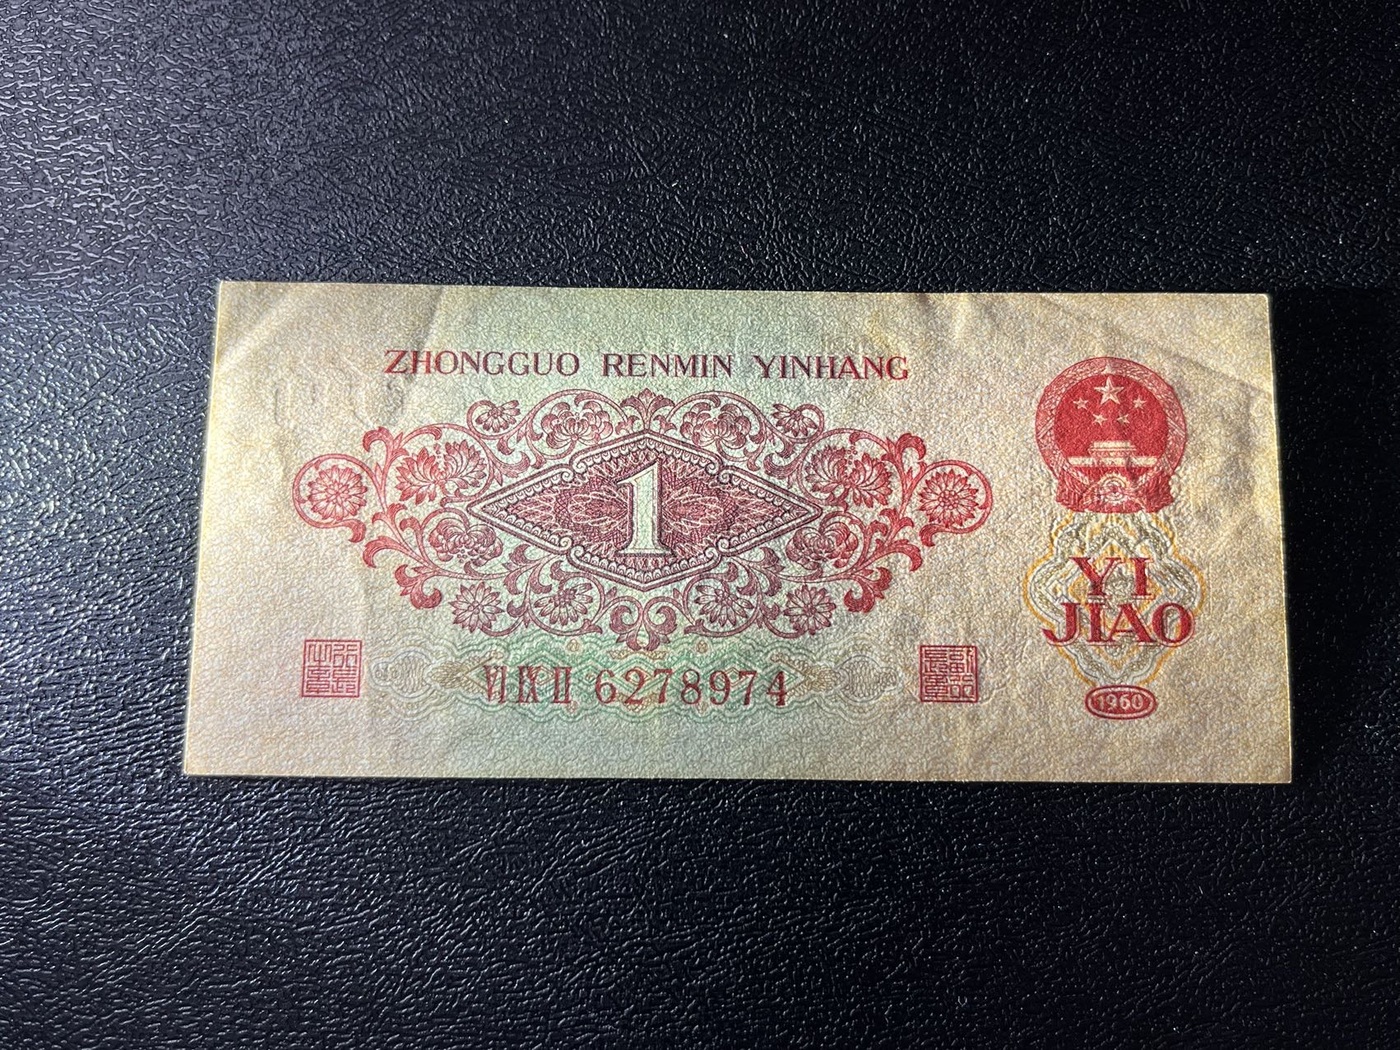 ZHONGGUO RENMIN YINHANG
1
YI
JIAO
VI IX II 6278974
1960